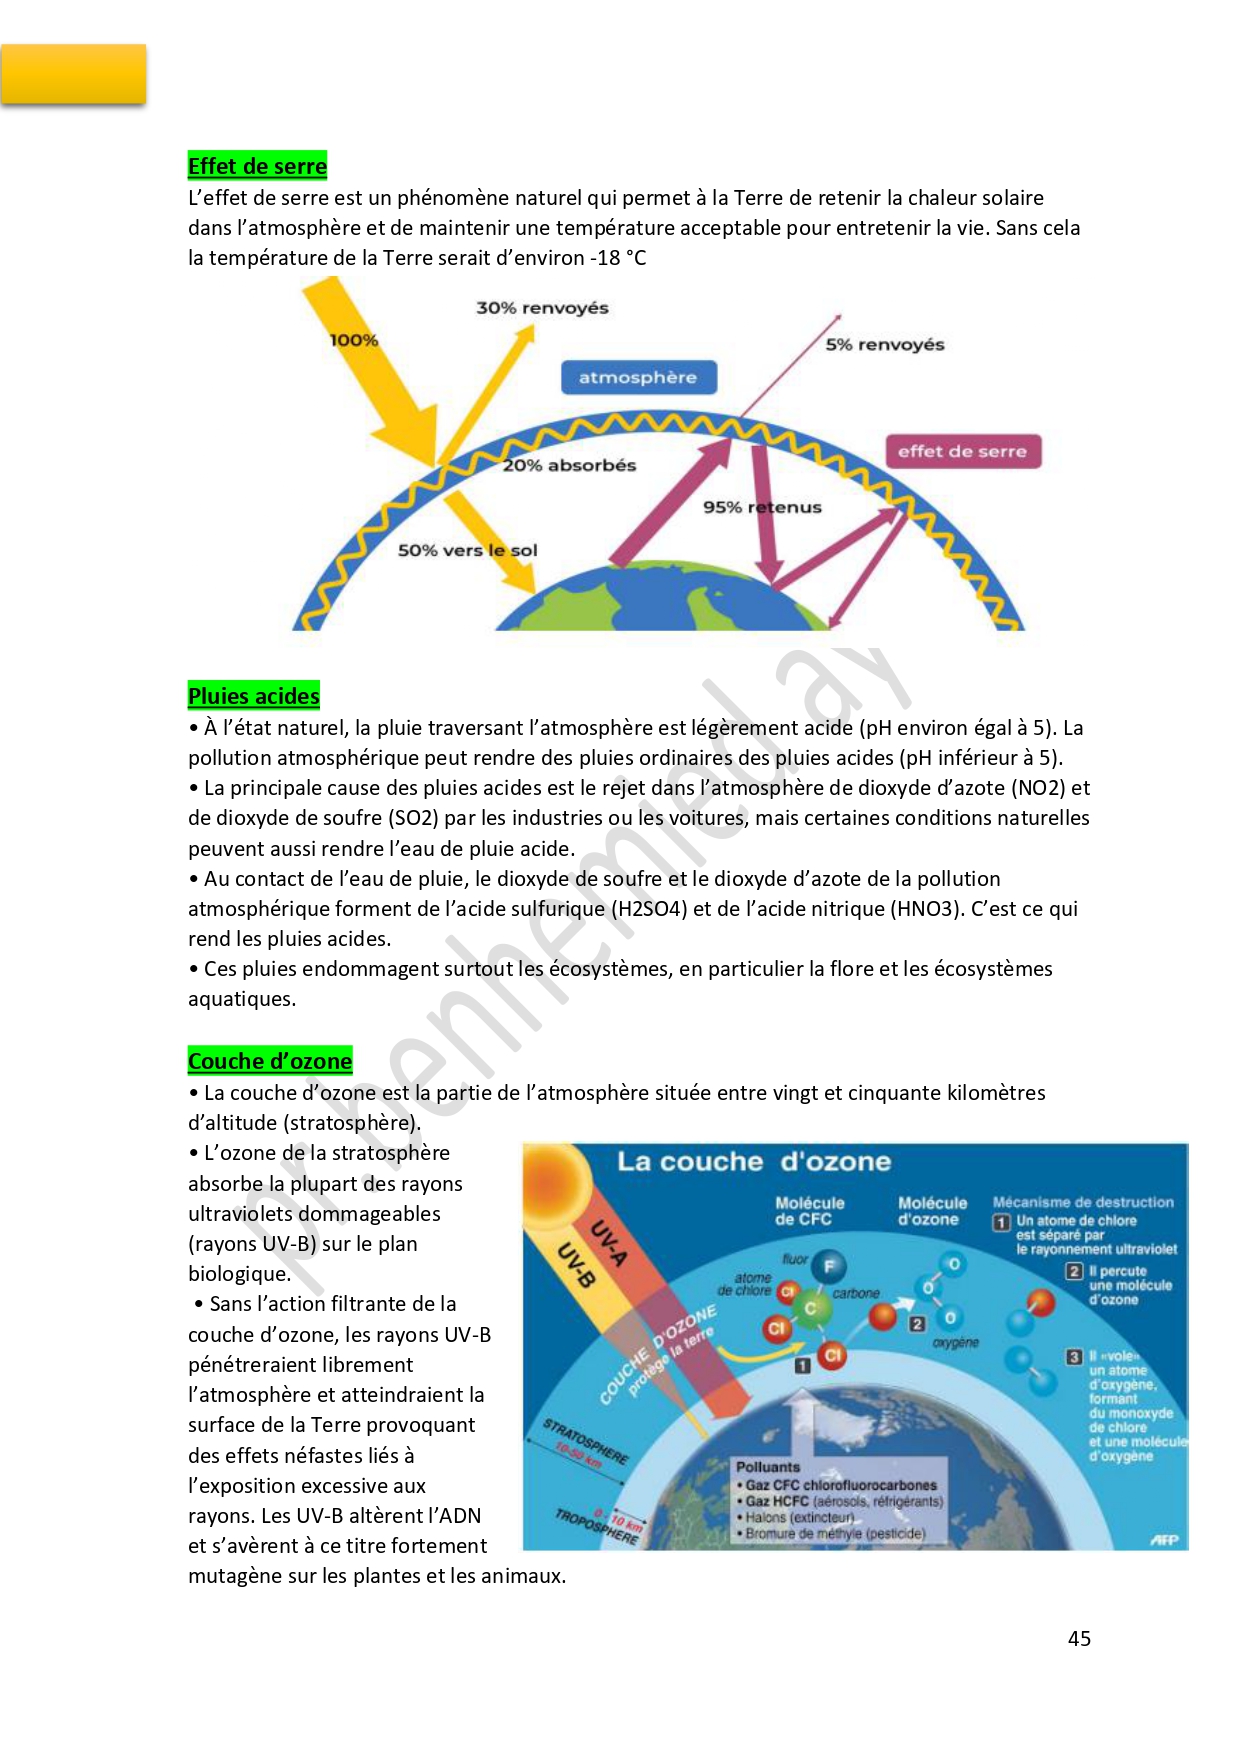 Effet de serre
L’effet de serre est un phénomène naturel qui permet à la Terre de retenir la chaleur solaire
dans l’atmosphère et de maintenir une température acceptable pour entretenir la vie. Sans cela
la température de la Terre serait d’environ -18 °C
100%
30% renvoyés
5% renvoyés
atmosphère
effet de serre
20% absorbés
95% retenus
50% vers le sol
Pluies acides
• À l’état naturel, la pluie traversant l’atmosphère est légèrement acide (pH environ égal à 5). La
pollution atmosphérique peut rendre des pluies ordinaires des pluies acides (pH inférieur à 5).
• La principale cause des pluies acides est le rejet dans l’atmosphère de dioxyde d’azote (NO2) et
de dioxyde de soufre (SO2) par les industries ou les voitures, mais certaines conditions naturelles
peuvent aussi rendre l’eau de pluie acide.
• Au contact de l’eau de pluie, le dioxyde de soufre et le dioxyde d’azote de la pollution
atmosphérique forment de l’acide sulfurique (H2SO4) et de l’acide nitrique (HNO3). C’est ce qui
rend les pluies acides.
• Ces pluies endommagent surtout les écosystèmes, en particulier la flore et les écosystèmes
aquatiques.
Couche d’ozone
• La couche d’ozone est la partie de l’atmosphère située entre vingt et cinquante kilomètres
d’altitude (stratosphère).
• L’ozone de la stratosphère
absorbe la plupart des rayons
ultraviolets dommageables
(rayons UV-B) sur le plan
biologique.
• Sans l’action filtrante de la
couche d’ozone, les rayons UV-B
pénétreraient librement
l’atmosphère et atteindraient la
surface de la Terre provoquant
des effets néfastes liés à
l’exposition excessive aux
rayons. Les UV-B altèrent l’ADN
et s’avèrent à ce titre fortement
mutagène sur les plantes et les animaux.
La couche d'ozone
UV-A
UV-B
COUCHE D'OZONE
protège la terre
STRATOSPHERE
10-50 km
0 - 10 km
TROPOSPHERE
Molécule
de CFC
fluor
F
atome
de chlore
Cl
C
carbone
Cl
Cl
1
Molécule
d'ozone
O
O
O
2
oxygène
Mécanisme de destruction
1 Un atome de chlore
est séparé par
le rayonnement ultraviolet
2 Il percute
une molécule
d'ozone
3 Il «vole»
un atome
d'oxygène,
formant
du monoxyde
de chlore
et une molécule
d'oxygène
Polluants
• Gaz CFC chlorofluorocarbones
• Gaz HCFC (aérosols, réfrigérants)
• Halons (extincteur)
• Bromure de méthyle (pesticide)
AFP
pr.benhemied ay
45